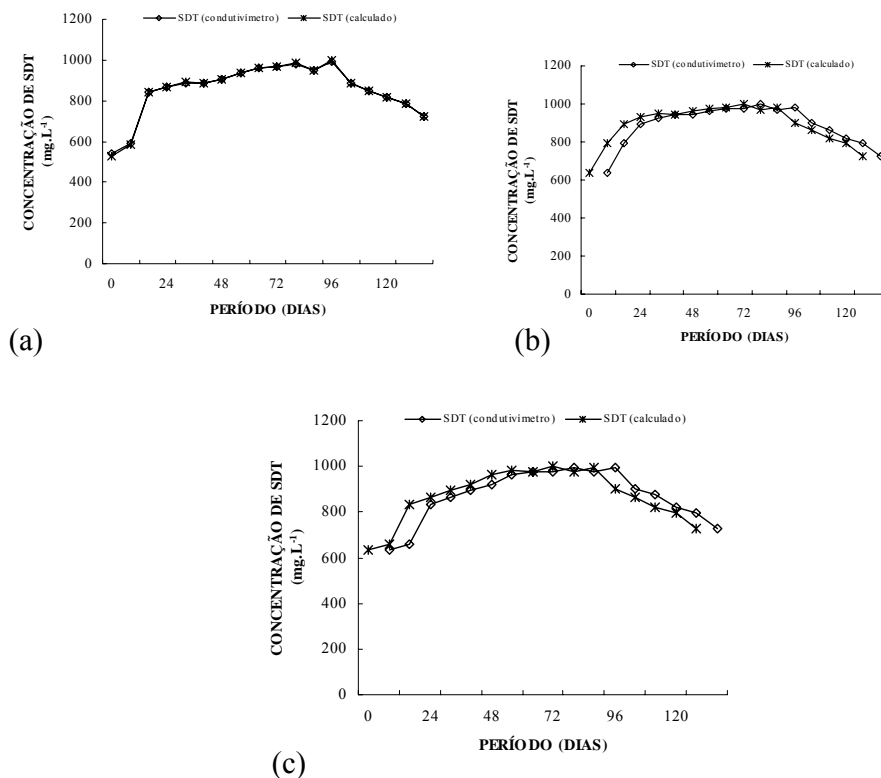 SDT (condutivímetro) SDT (calculado)
CONCENTRAÇÃO DE SDT
(mg.L-1)
1200
1000
800
600
400
200
0
0 24 48 72 96 120
PERÍODO (DIAS)
(a)
SDT (condutivímetro) SDT (calculado)
CONCENTRAÇÃO DE SDT
(mg.L-1)
1200
1000
800
600
400
200
0
0 24 48 72 96 120
PERÍODO (DIAS)
(b)
SDT (condutivímetro) SDT (calculado)
CONCENTRAÇÃO DE SDT
(mg.L-1)
1200
1000
800
600
400
200
0
0 24 48 72 96 120
PERÍODO (DIAS)
(c)